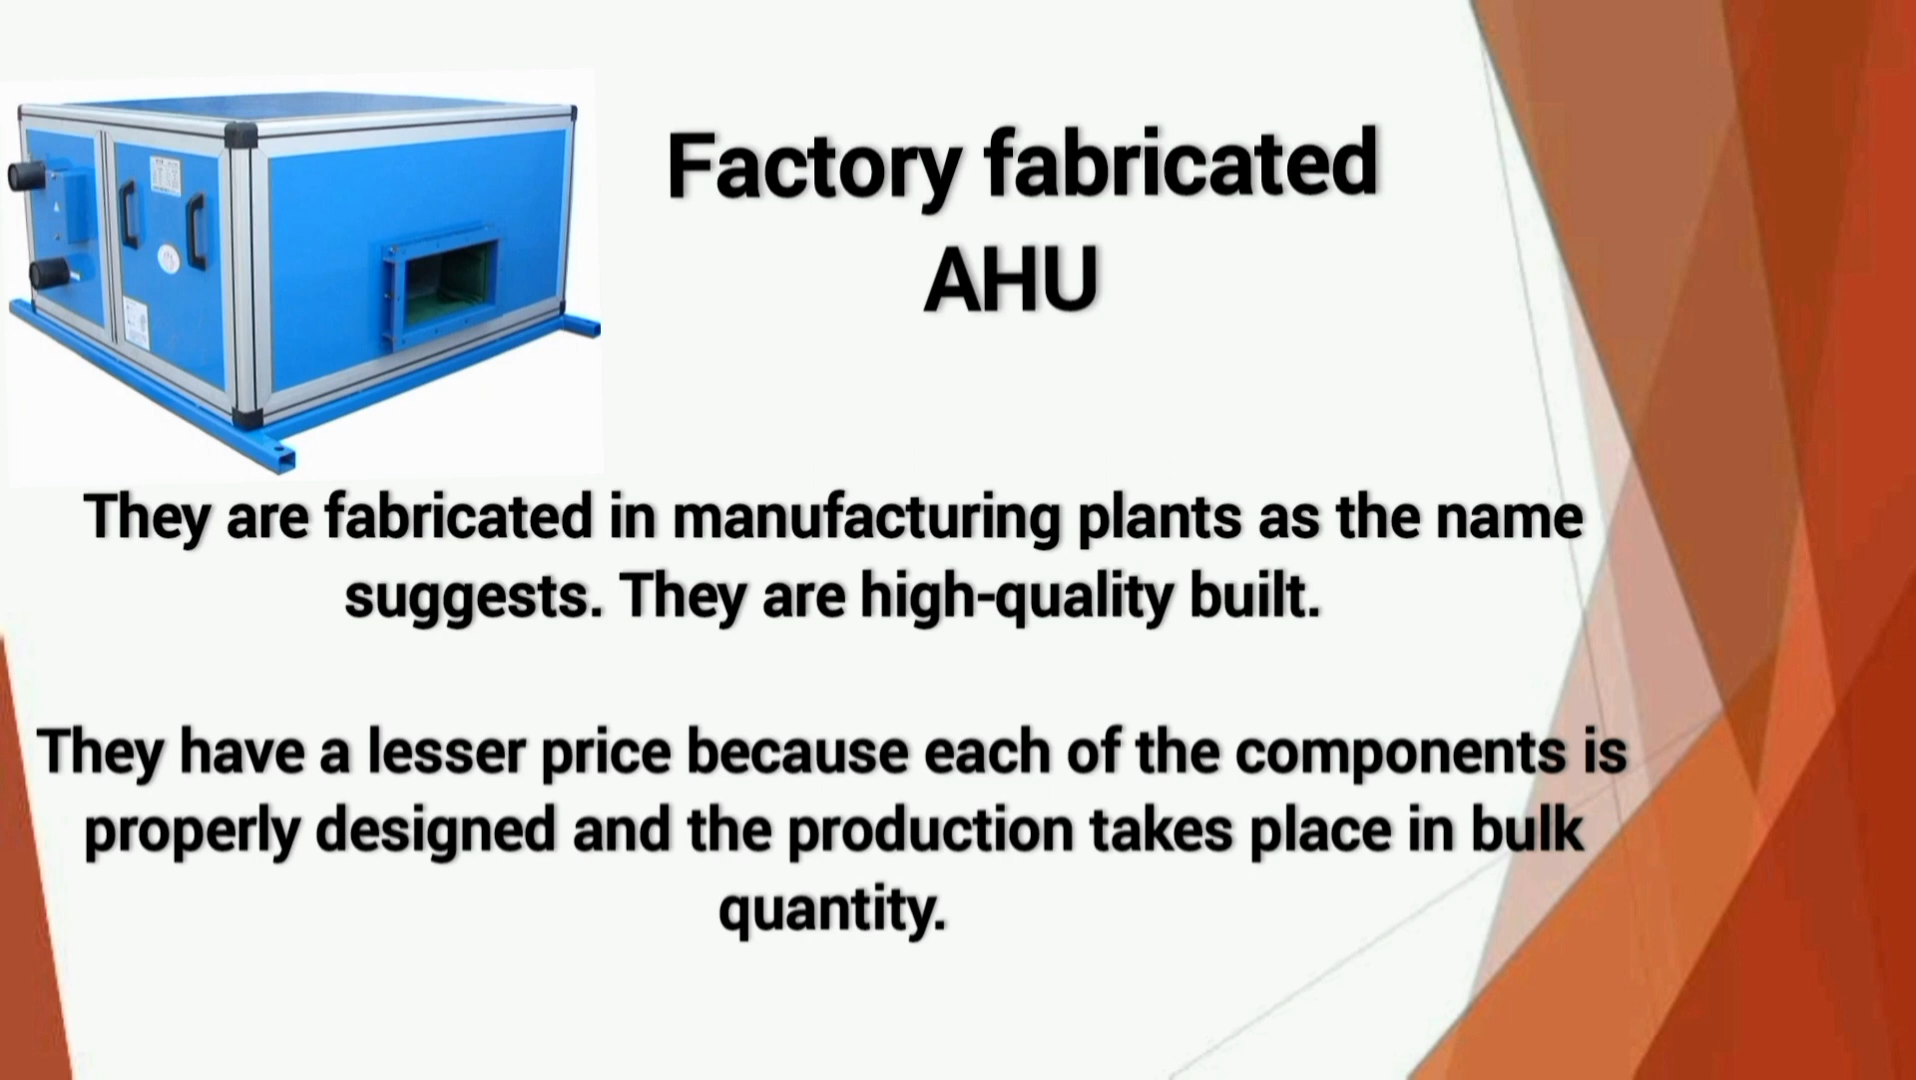 Factory fabricated
AHU
They are fabricated in manufacturing plants as the name
suggests. They are high-quality built.
They have a lesser price because each of the components is
properly designed and the production takes place in bulk
quantity.